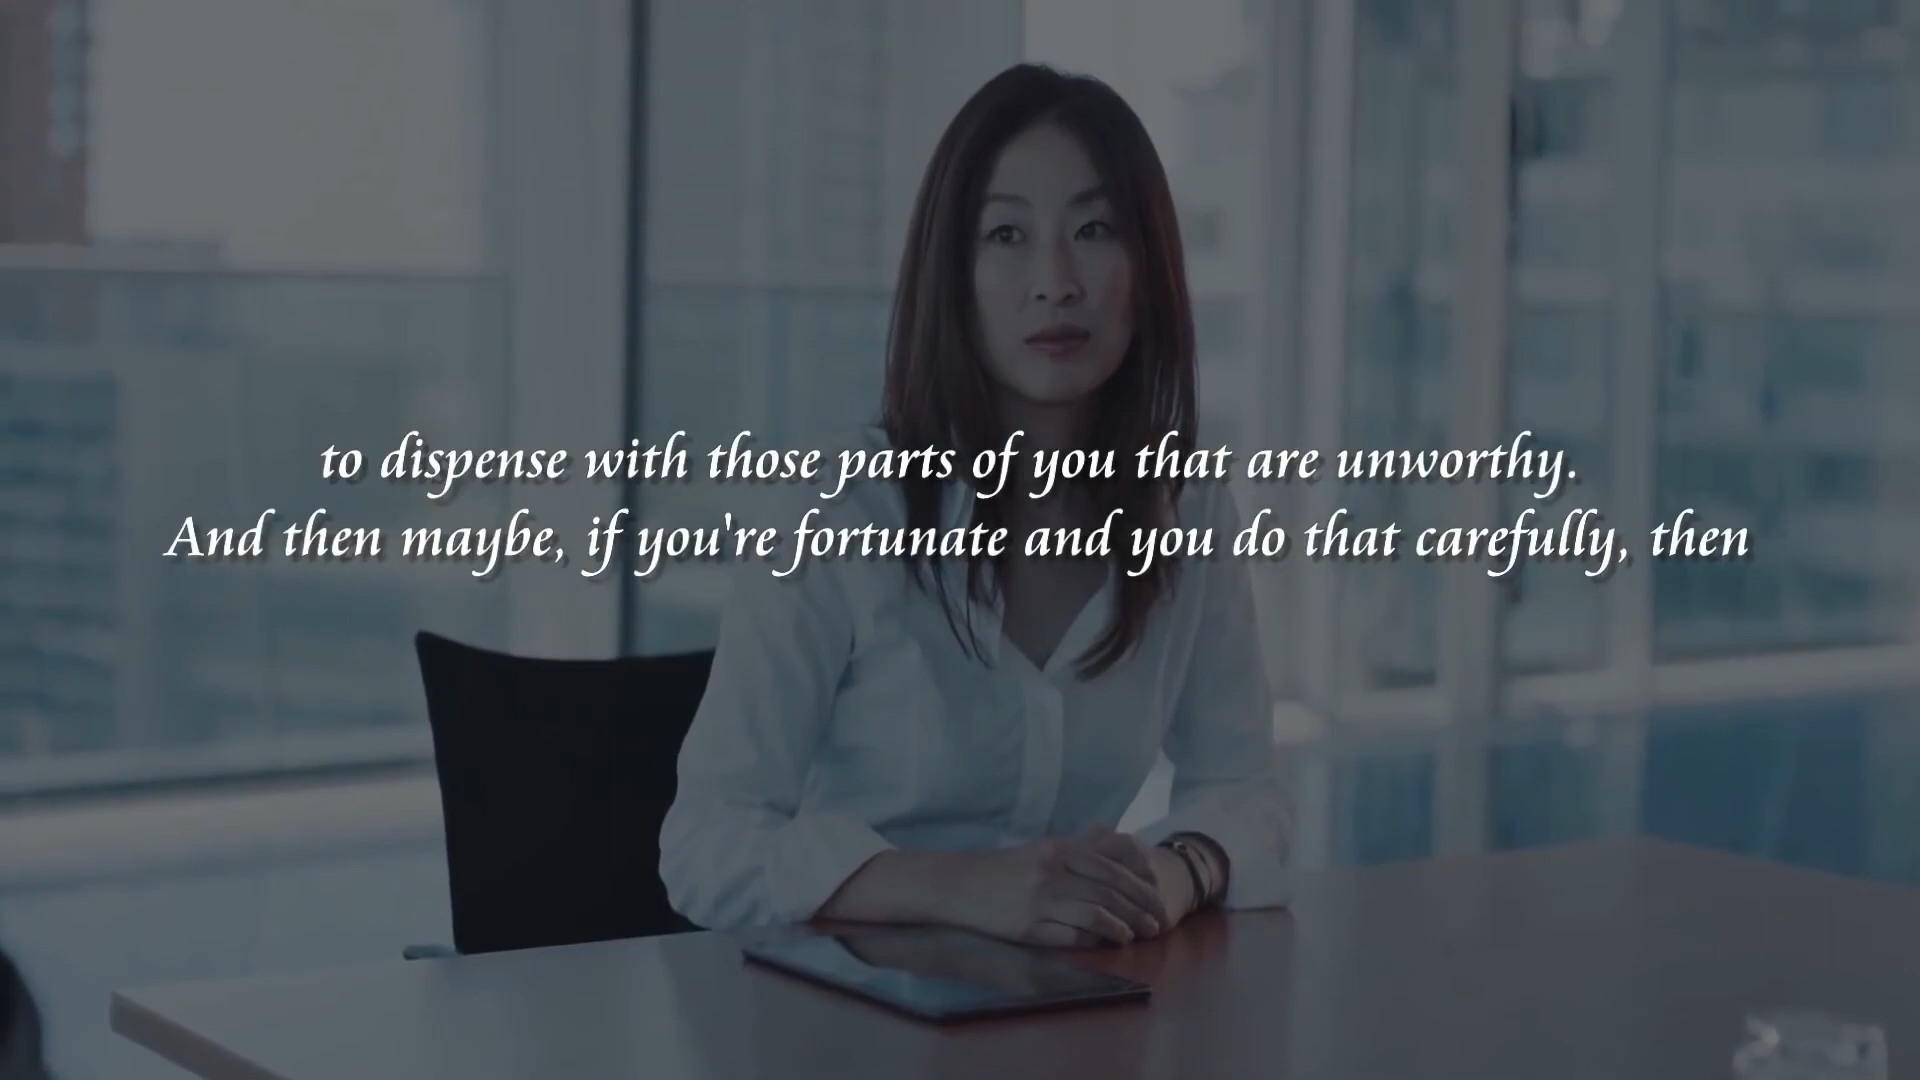 to dispense with those parts of you that are unworthy.
And then maybe, if you're fortunate and you do that carefully, then